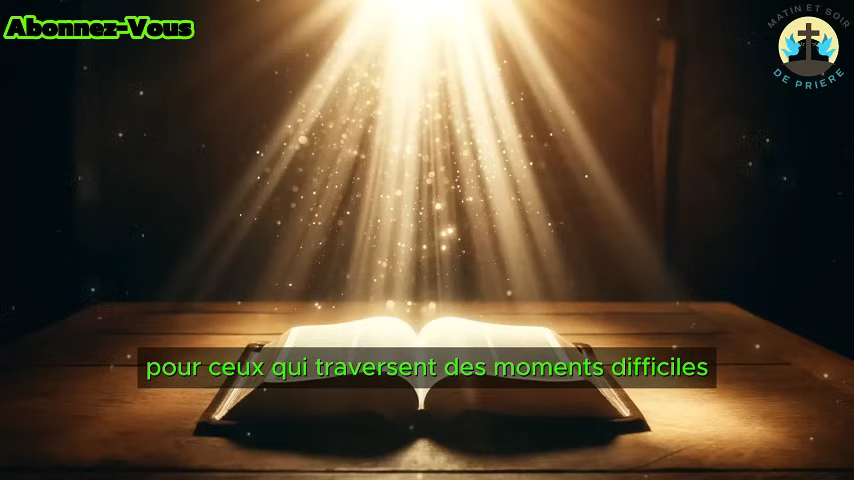 Abonnez-Vous
MATIN ET SOIR
DE PRIÈRE
pour ceux qui traversent des moments difficiles